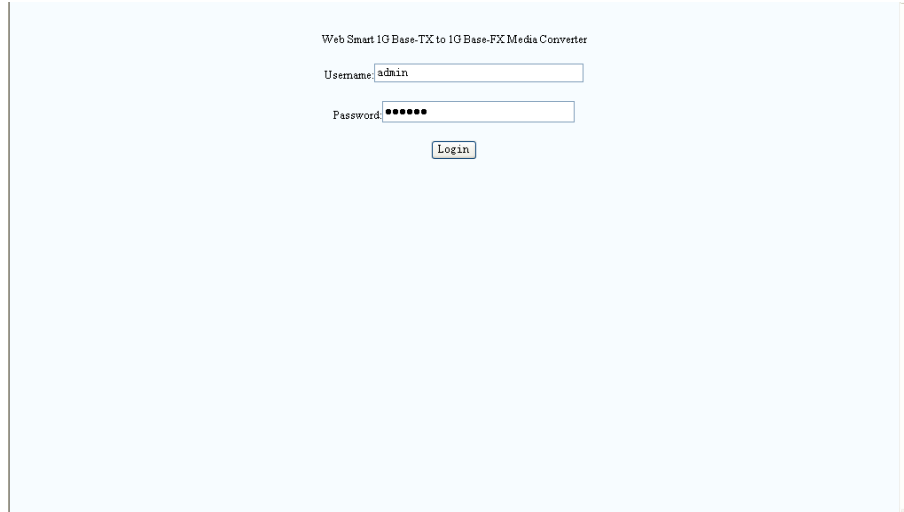 Web Smart 1G Base-TX to 1G Base-FX Media Converter
Username: admin
Password: ●●●●●●
Login